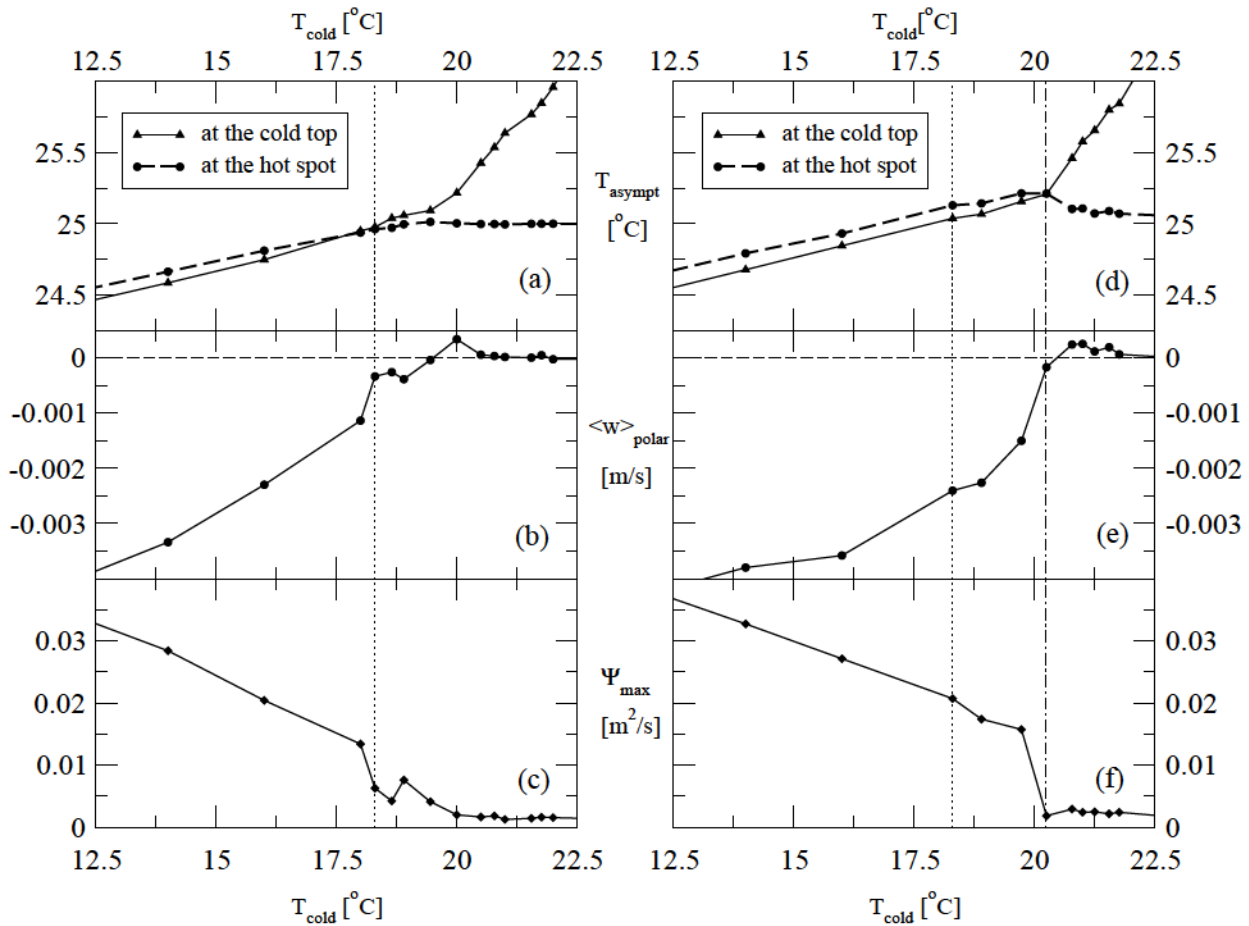 T_cold [°C]
T_cold [°C]
12.5 15 17.5 20 22.5
12.5 15 17.5 20 22.5
at the cold top
at the hot spot
at the cold top
at the hot spot
25.5
25
24.5
T_asympt
[°C]
25.5
25
24.5
(a)
(d)
0
-0.001
-0.002
-0.003
<w>_polar
[m/s]
0
-0.001
-0.002
-0.003
(b)
(e)
0.03
0.02
0.01
0
Ψ_max
[m²/s]
0.03
0.02
0.01
0
(c)
(f)
12.5 15 17.5 20 22.5
12.5 15 17.5 20 22.5
T_cold [°C]
T_cold [°C]